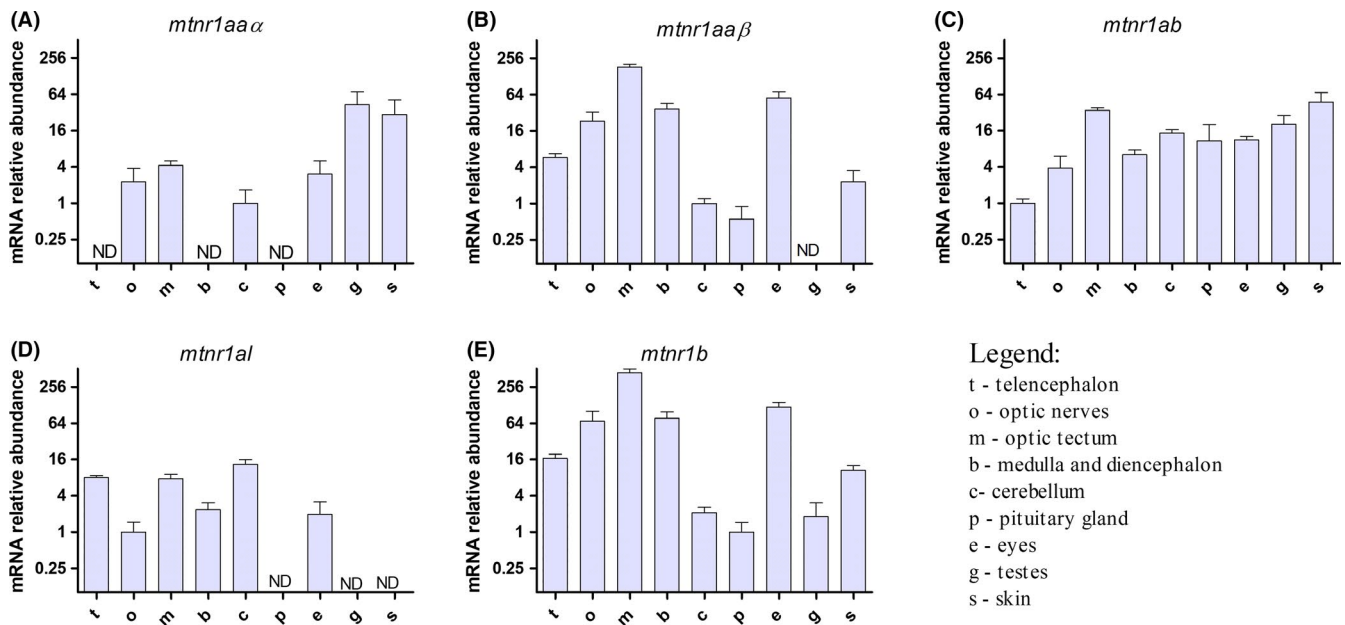 (A) mtnr1aaα
mRNA relative abundance
256
64
16
4
1
0.25
ND ND ND
t o m b c p e g s
(B) mtnr1aaβ
mRNA relative abundance
256
64
16
4
1
0.25
ND
t o m b c p e g s
(C) mtnr1ab
mRNA relative abundance
256
64
16
4
1
0.25
t o m b c p e g s
(D) mtnr1al
mRNA relative abundance
256
64
16
4
1
0.25
ND ND ND
t o m b c p e g s
(E) mtnr1b
mRNA relative abundance
256
64
16
4
1
0.25
t o m b c p e g s
Legend:
t - telencephalon
o - optic nerves
m - optic tectum
b - medulla and diencephalon
c- cerebellum
p - pituitary gland
e - eyes
g - testes
s - skin